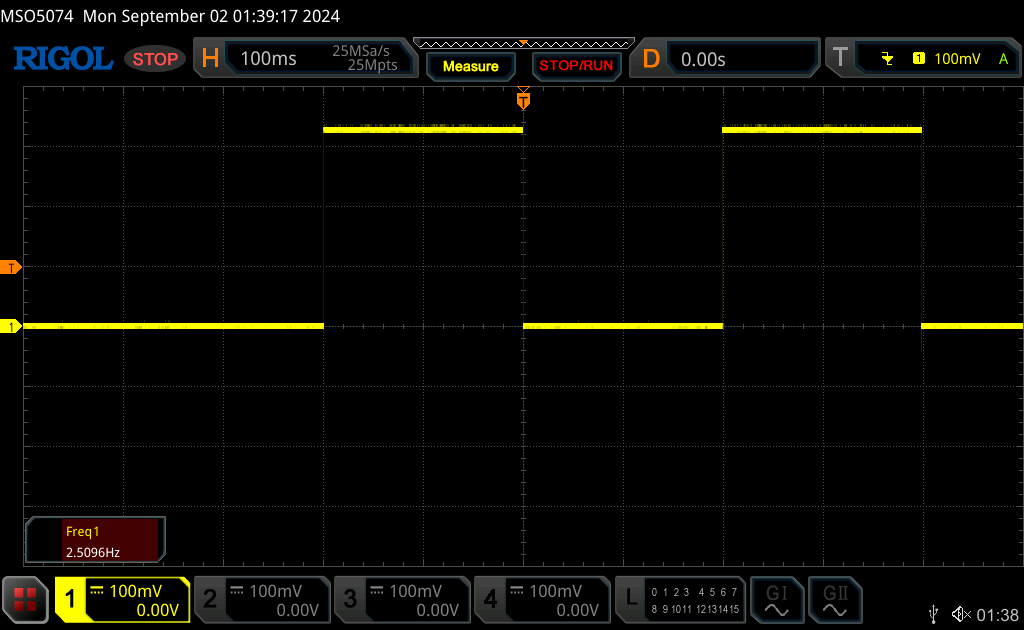 MSO5074 Mon September 02 01:39:17 2024
RIGOL STOP H 100ms 25MSa/s 25Mpts Measure STOP/RUN D 0.00s T 1 100mV A
T
T
1
Freq1
2.5096Hz
1 100mV 0.00V 2 100mV 0.00V 3 100mV 0.00V 4 100mV 0.00V L 0 1 2 3 4 5 6 7 GI GII
8 9 10 11 12 13 14 15
01:38